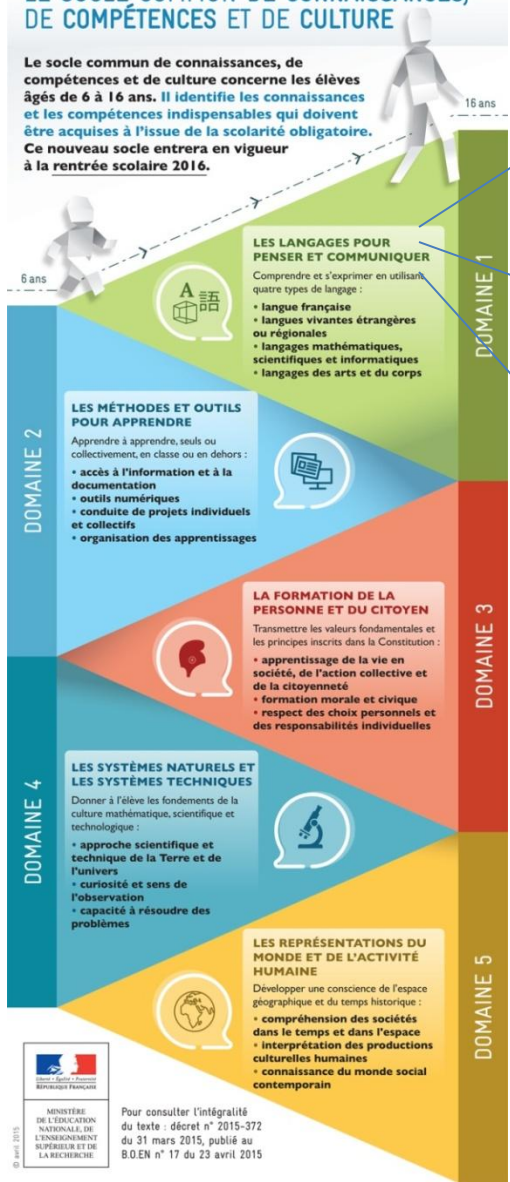 LE SOCLE COMMUN DE CONNAISSANCES,
DE COMPÉTENCES ET DE CULTURE
Le socle commun de connaissances, de
compétences et de culture concerne les élèves
âgés de 6 à 16 ans. Il identifie les connaissances
et les compétences indispensables qui doivent
être acquises à l'issue de la scolarité obligatoire.
Ce nouveau socle entrera en vigueur
à la rentrée scolaire 2016.
16 ans
6 ans
DOMAINE 1
LES LANGAGES POUR
PENSER ET COMMUNIQUER
Comprendre et s'exprimer en utilisant
quatre types de langage :
• langue française
• langues vivantes étrangères
ou régionales
• langages mathématiques,
scientifiques et informatiques
• langages des arts et du corps
A 語
DOMAINE 2
LES MÉTHODES ET OUTILS
POUR APPRENDRE
Apprendre à apprendre, seuls ou
collectivement, en classe ou en dehors :
• accès à l'information et à la
documentation
• outils numériques
• conduite de projets individuels
et collectifs
• organisation des apprentissages
DOMAINE 3
LA FORMATION DE LA
PERSONNE ET DU CITOYEN
Transmettre les valeurs fondamentales et
les principes inscrits dans la Constitution :
• apprentissage de la vie en
société, de l'action collective et
de la citoyenneté
• formation morale et civique
• respect des choix personnels et
des responsabilités individuelles
DOMAINE 4
LES SYSTÈMES NATURELS ET
LES SYSTÈMES TECHNIQUES
Donner à l'élève les fondements de la
culture mathématique, scientifique et
technologique :
• approche scientifique et
technique de la Terre et de
l'univers
• curiosité et sens de
l'observation
• capacité à résoudre des
problèmes
DOMAINE 5
LES REPRÉSENTATIONS DU
MONDE ET DE L'ACTIVITÉ
HUMAINE
Développer une conscience de l'espace
géographique et du temps historique :
• compréhension des sociétés
dans le temps et dans l'espace
• interprétation des productions
culturelles humaines
• connaissance du monde social
contemporain
Liberté • Égalité • Fraternité
RÉPUBLIQUE FRANÇAISE
MINISTÈRE
DE L'ÉDUCATION
NATIONALE, DE
L'ENSEIGNEMENT
SUPÉRIEUR ET DE
LA RECHERCHE
© avril 2015
Pour consulter l'intégralité
du texte : décret n° 2015-372
du 31 mars 2015, publié au
B.O.EN n° 17 du 23 avril 2015